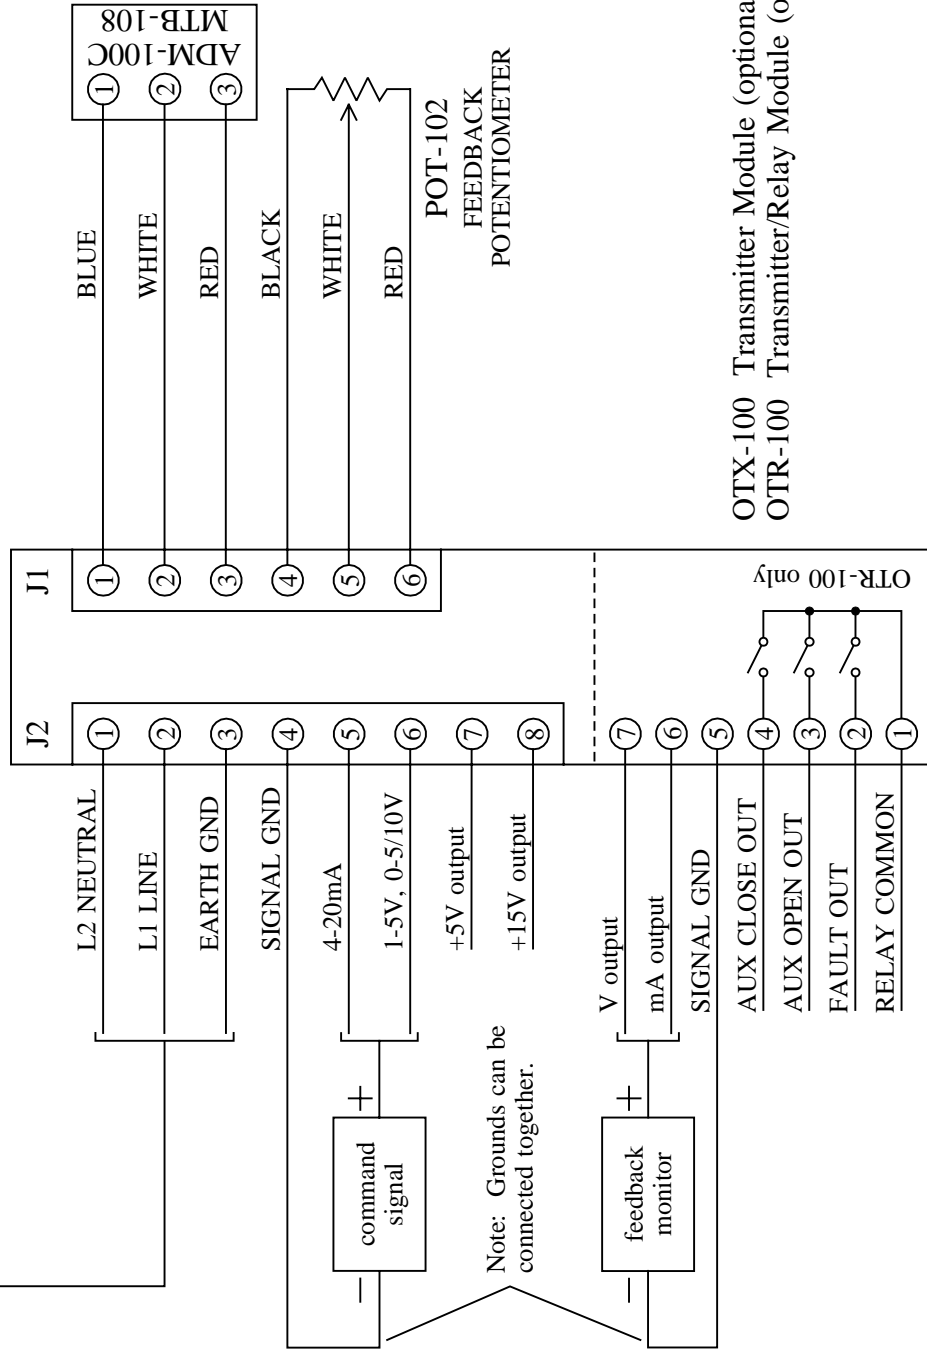 ADM-100C
MTB-108
1
2
3
BLUE
WHITE
RED
BLACK
WHITE
RED
POT-102
FEEDBACK
POTENTIOMETER
J1
1
2
3
4
5
6
OTX-100 Transmitter Module (optiona
OTR-100 Transmitter/Relay Module (o
OTR-100 only
J2
1
2
3
4
5
6
7
8
7
6
5
4
3
2
1
L2 NEUTRAL
L1 LINE
EARTH GND
SIGNAL GND
4-20mA
1-5V, 0-5/10V
+5V output
+15V output
V output
mA output
SIGNAL GND
AUX CLOSE OUT
AUX OPEN OUT
FAULT OUT
RELAY COMMON
+
command
signal
−
Note: Grounds can be
connected together.
+
feedback
monitor
−